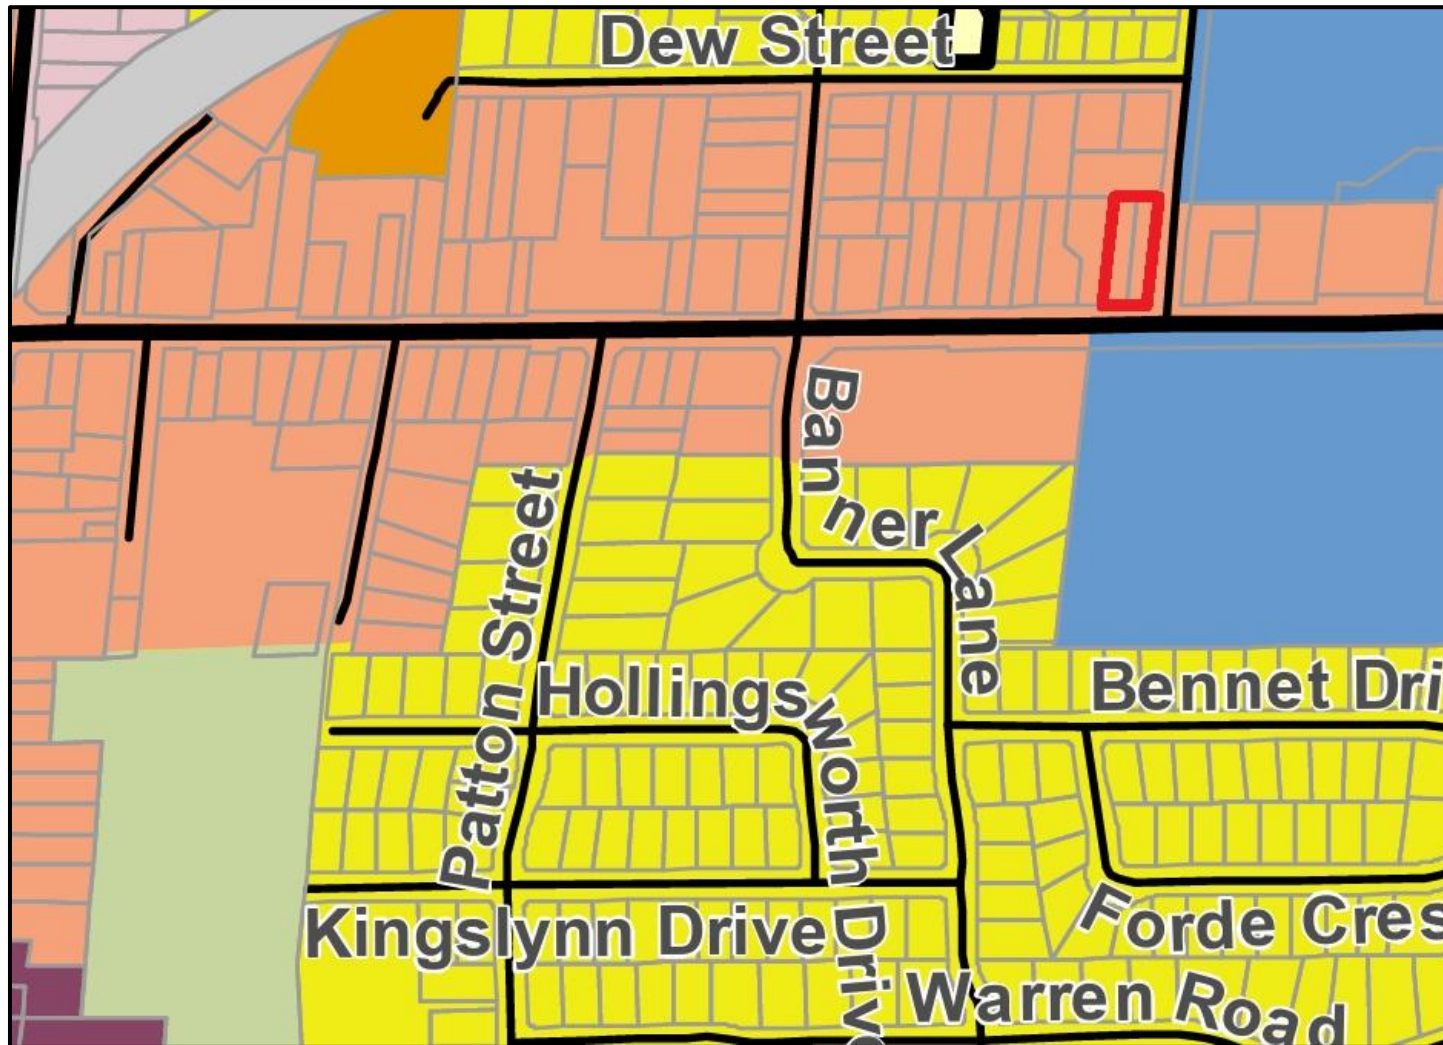 Dew Street
Banner Lane
Patton Street
Hollingsworth Drive
Bennet Dri
Kingslynn Drive
Forde Cres
Warren Road